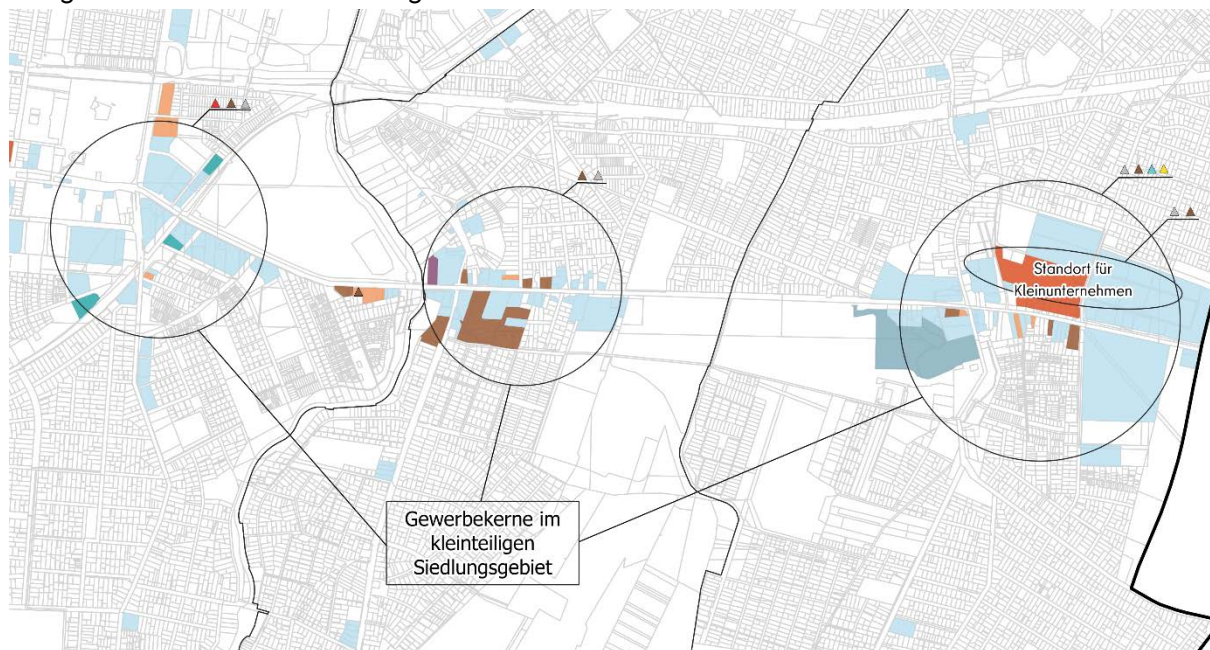 Standort für
Kleinunternehmen
Gewerbekerne im
kleinteiligen
Siedlungsgebiet